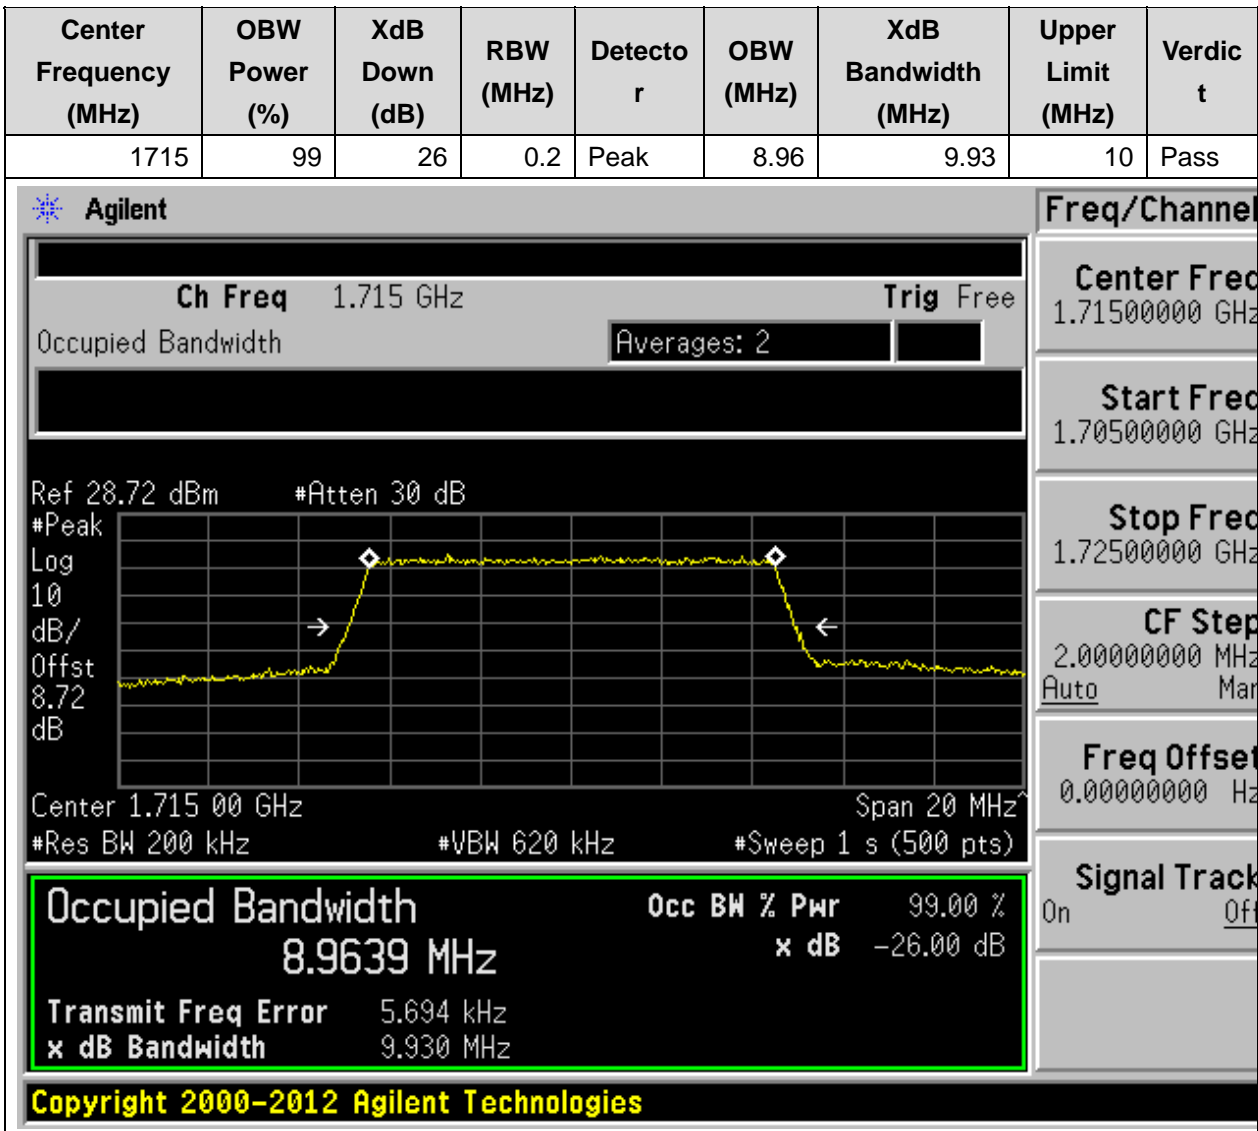 Center Frequency (MHz) OBW Power (%) XdB Down (dB) RBW (MHz) Detecto r OBW (MHz) XdB Bandwidth (MHz) Upper Limit (MHz) Verdic t
1715 99 26 0.2 Peak 8.96 9.93 10 Pass
Agilent
Freq/Channel
Ch Freq 1.715 GHz Trig Free
Occupied Bandwidth Averages: 2
Center Freq
1.71500000 GHz
Start Freq
1.70500000 GHz
Stop Freq
1.72500000 GHz
CF Step
2.00000000 MHz
Auto Man
Freq Offset
0.00000000 Hz
Signal Track
On Off
Ref 28.72 dBm #Atten 30 dB
#Peak
Log
10
dB/
Offst
8.72
dB
Center 1.715 00 GHz Span 20 MHz^
#Res BW 200 kHz #VBW 620 kHz #Sweep 1 s (500 pts)
Occupied Bandwidth Occ BW % Pwr 99.00 %
8.9639 MHz x dB -26.00 dB
Transmit Freq Error 5.694 kHz
x dB Bandwidth 9.930 MHz
Copyright 2000-2012 Agilent Technologies